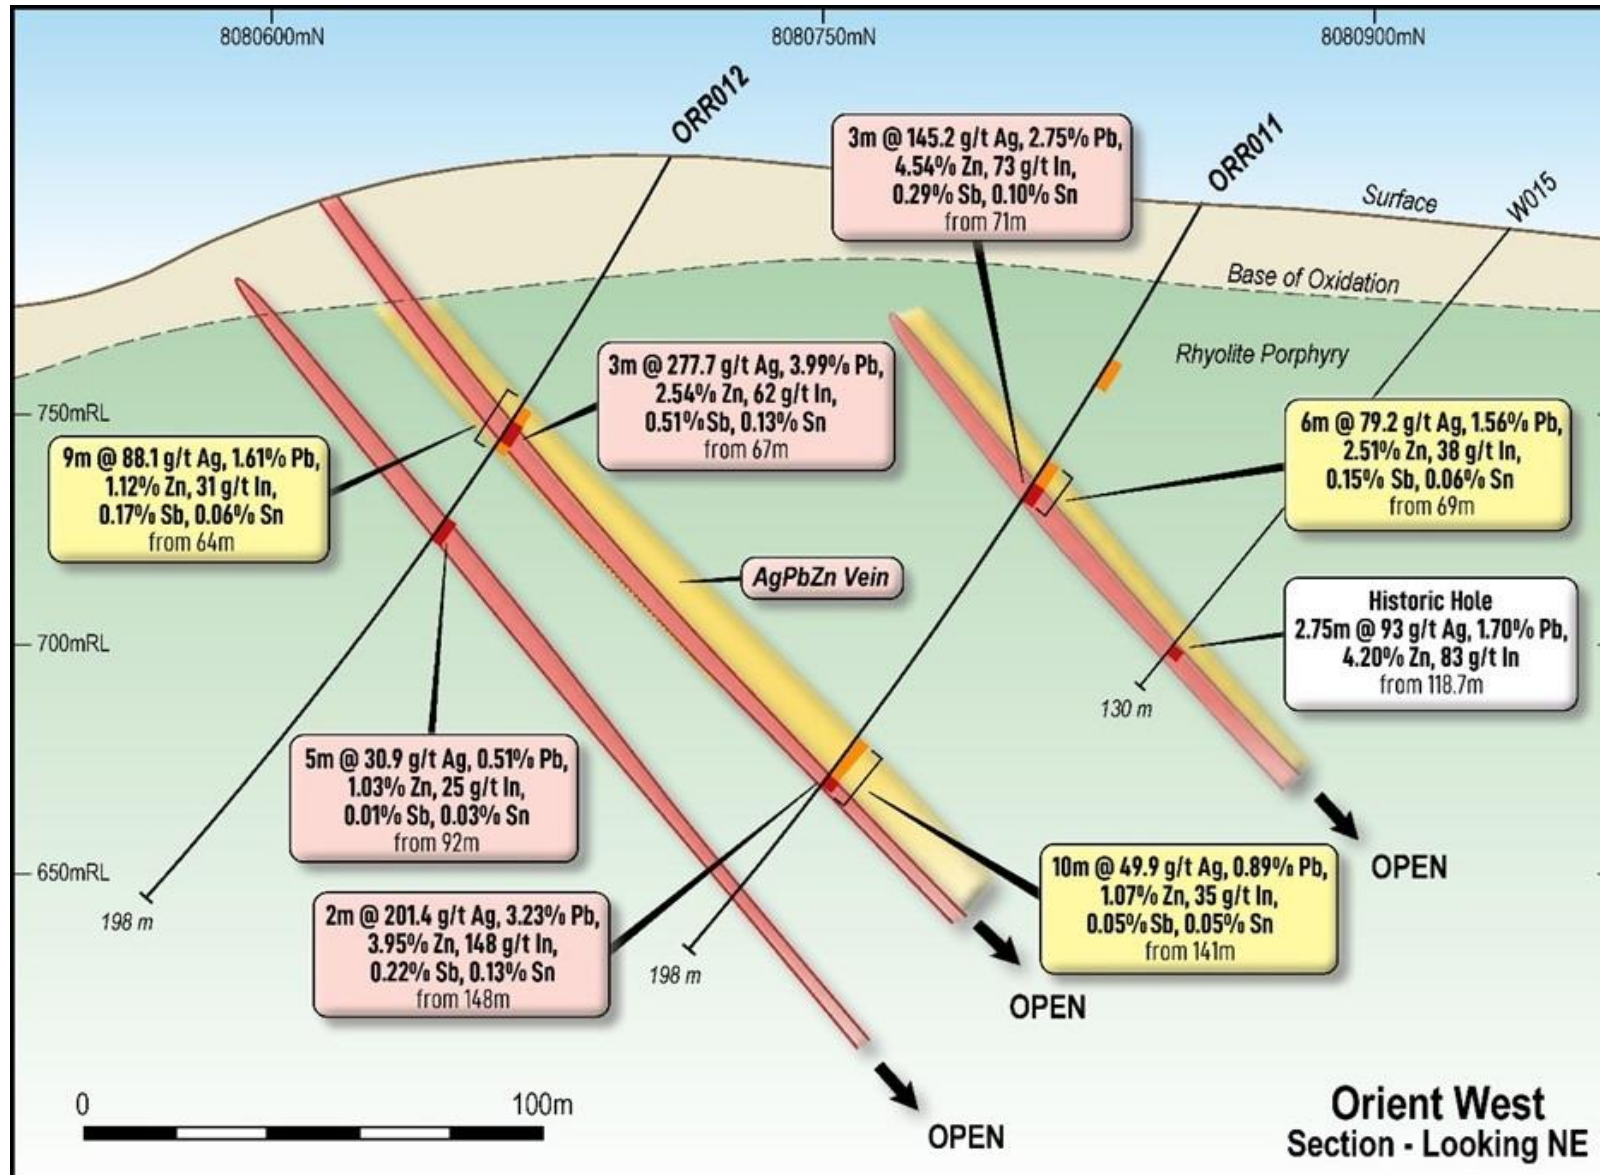 8080600mN
8080750mN
8080900mN
ORR012
ORR011
W015
Surface
Base of Oxidation
Rhyolite Porphyry
3m @ 145.2 g/t Ag, 2.75% Pb,
4.54% Zn, 73 g/t In,
0.29% Sb, 0.10% Sn
from 71m
3m @ 277.7 g/t Ag, 3.99% Pb,
2.54% Zn, 62 g/t In,
0.51% Sb, 0.13% Sn
from 67m
750mRL
6m @ 79.2 g/t Ag, 1.56% Pb,
2.51% Zn, 38 g/t In,
0.15% Sb, 0.06% Sn
from 69m
9m @ 88.1 g/t Ag, 1.61% Pb,
1.12% Zn, 31 g/t In,
0.17% Sb, 0.06% Sn
from 64m
AgPbZn Vein
Historic Hole
2.75m @ 93 g/t Ag, 1.70% Pb,
4.20% Zn, 83 g/t In
from 118.7m
700mRL
130 m
5m @ 30.9 g/t Ag, 0.51% Pb,
1.03% Zn, 25 g/t In,
0.01% Sb, 0.03% Sn
from 92m
650mRL
10m @ 49.9 g/t Ag, 0.89% Pb,
1.07% Zn, 35 g/t In,
0.05% Sb, 0.05% Sn
from 141m
OPEN
198 m
2m @ 201.4 g/t Ag, 3.23% Pb,
3.95% Zn, 148 g/t In,
0.22% Sb, 0.13% Sn
from 148m
198 m
OPEN
OPEN
0
100m
Orient West
Section - Looking NE